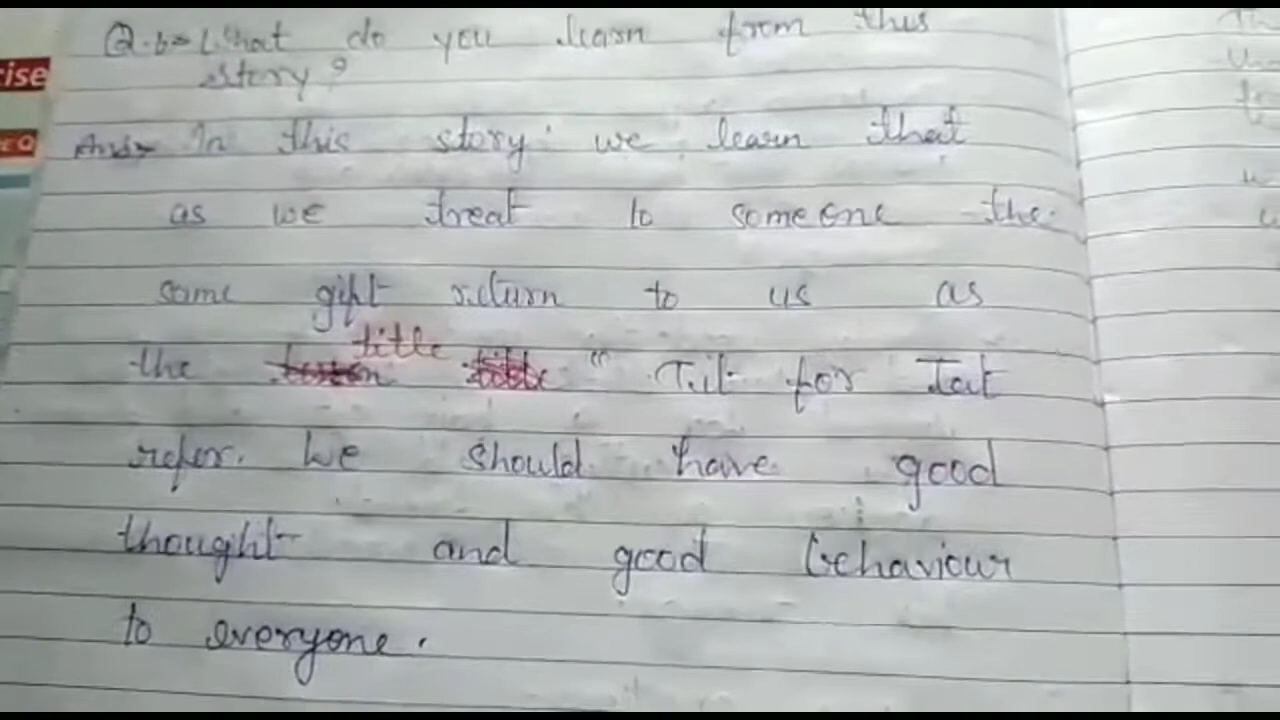 Q.6- What do you learn from this
story?
Ans- In this story we learn that
as we treat to someone the
same gift return to us as
the title " Tit for Tat
refer. We should have good
thought and good behaviour
to everyone.
cise
EQ